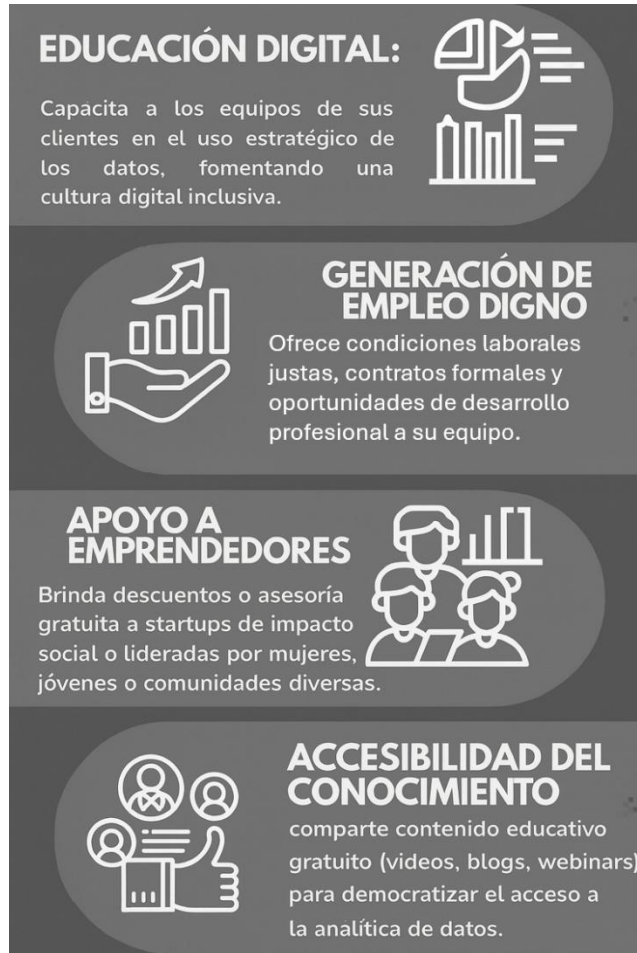 EDUCACIÓN DIGITAL:
Capacita a los equipos de sus
clientes en el uso estratégico de
los datos, fomentando una
cultura digital inclusiva.
GENERACIÓN DE
EMPLEO DIGNO
Ofrece condiciones laborales
justas, contratos formales y
oportunidades de desarrollo
profesional a su equipo.
APOYO A
EMPRENDEDORES
Brinda descuentos o asesoría
gratuita a startups de impacto
social o lideradas por mujeres,
jóvenes o comunidades diversas.
ACCESIBILIDAD DEL
CONOCIMIENTO
comparte contenido educativo
gratuito (videos, blogs, webinars)
para democratizar el acceso a
la analítica de datos.